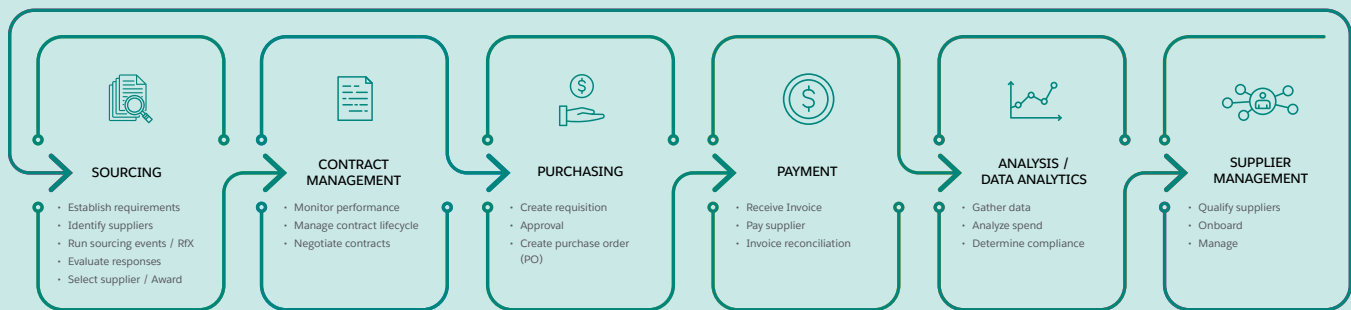 SOURCING
• Establish requirements
• Identify suppliers
• Run sourcing events / RfX
• Evaluate responses
• Select supplier / Award
CONTRACT
MANAGEMENT
• Monitor performance
• Manage contract lifecycle
• Negotiate contracts
$
PURCHASING
• Create requisition
• Approval
• Create purchase order
(PO)
$
PAYMENT
• Receive Invoice
• Pay supplier
• Invoice reconciliation
ANALYSIS /
DATA ANALYTICS
• Gather data
• Analyze spend
• Determine compliance
SUPPLIER
MANAGEMENT
• Qualify suppliers
• Onboard
• Manage